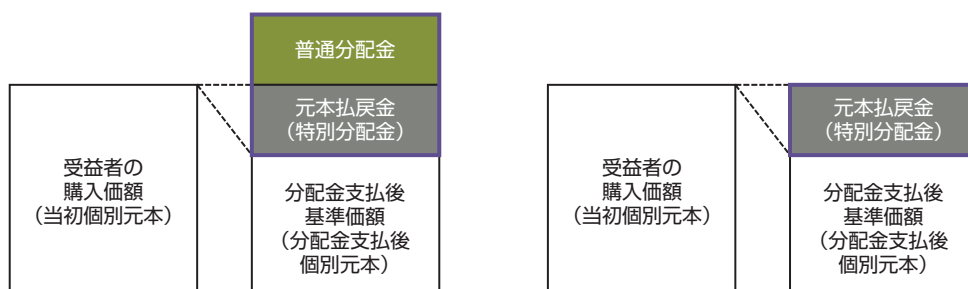 普通分配金
元本払戻金
（特別分配金）
受益者の
購入価額
（当初個別元本）
分配金支払後
基準価額
（分配金支払後
個別元本）
元本払戻金
（特別分配金）
受益者の
購入価額
（当初個別元本）
分配金支払後
基準価額
（分配金支払後
個別元本）